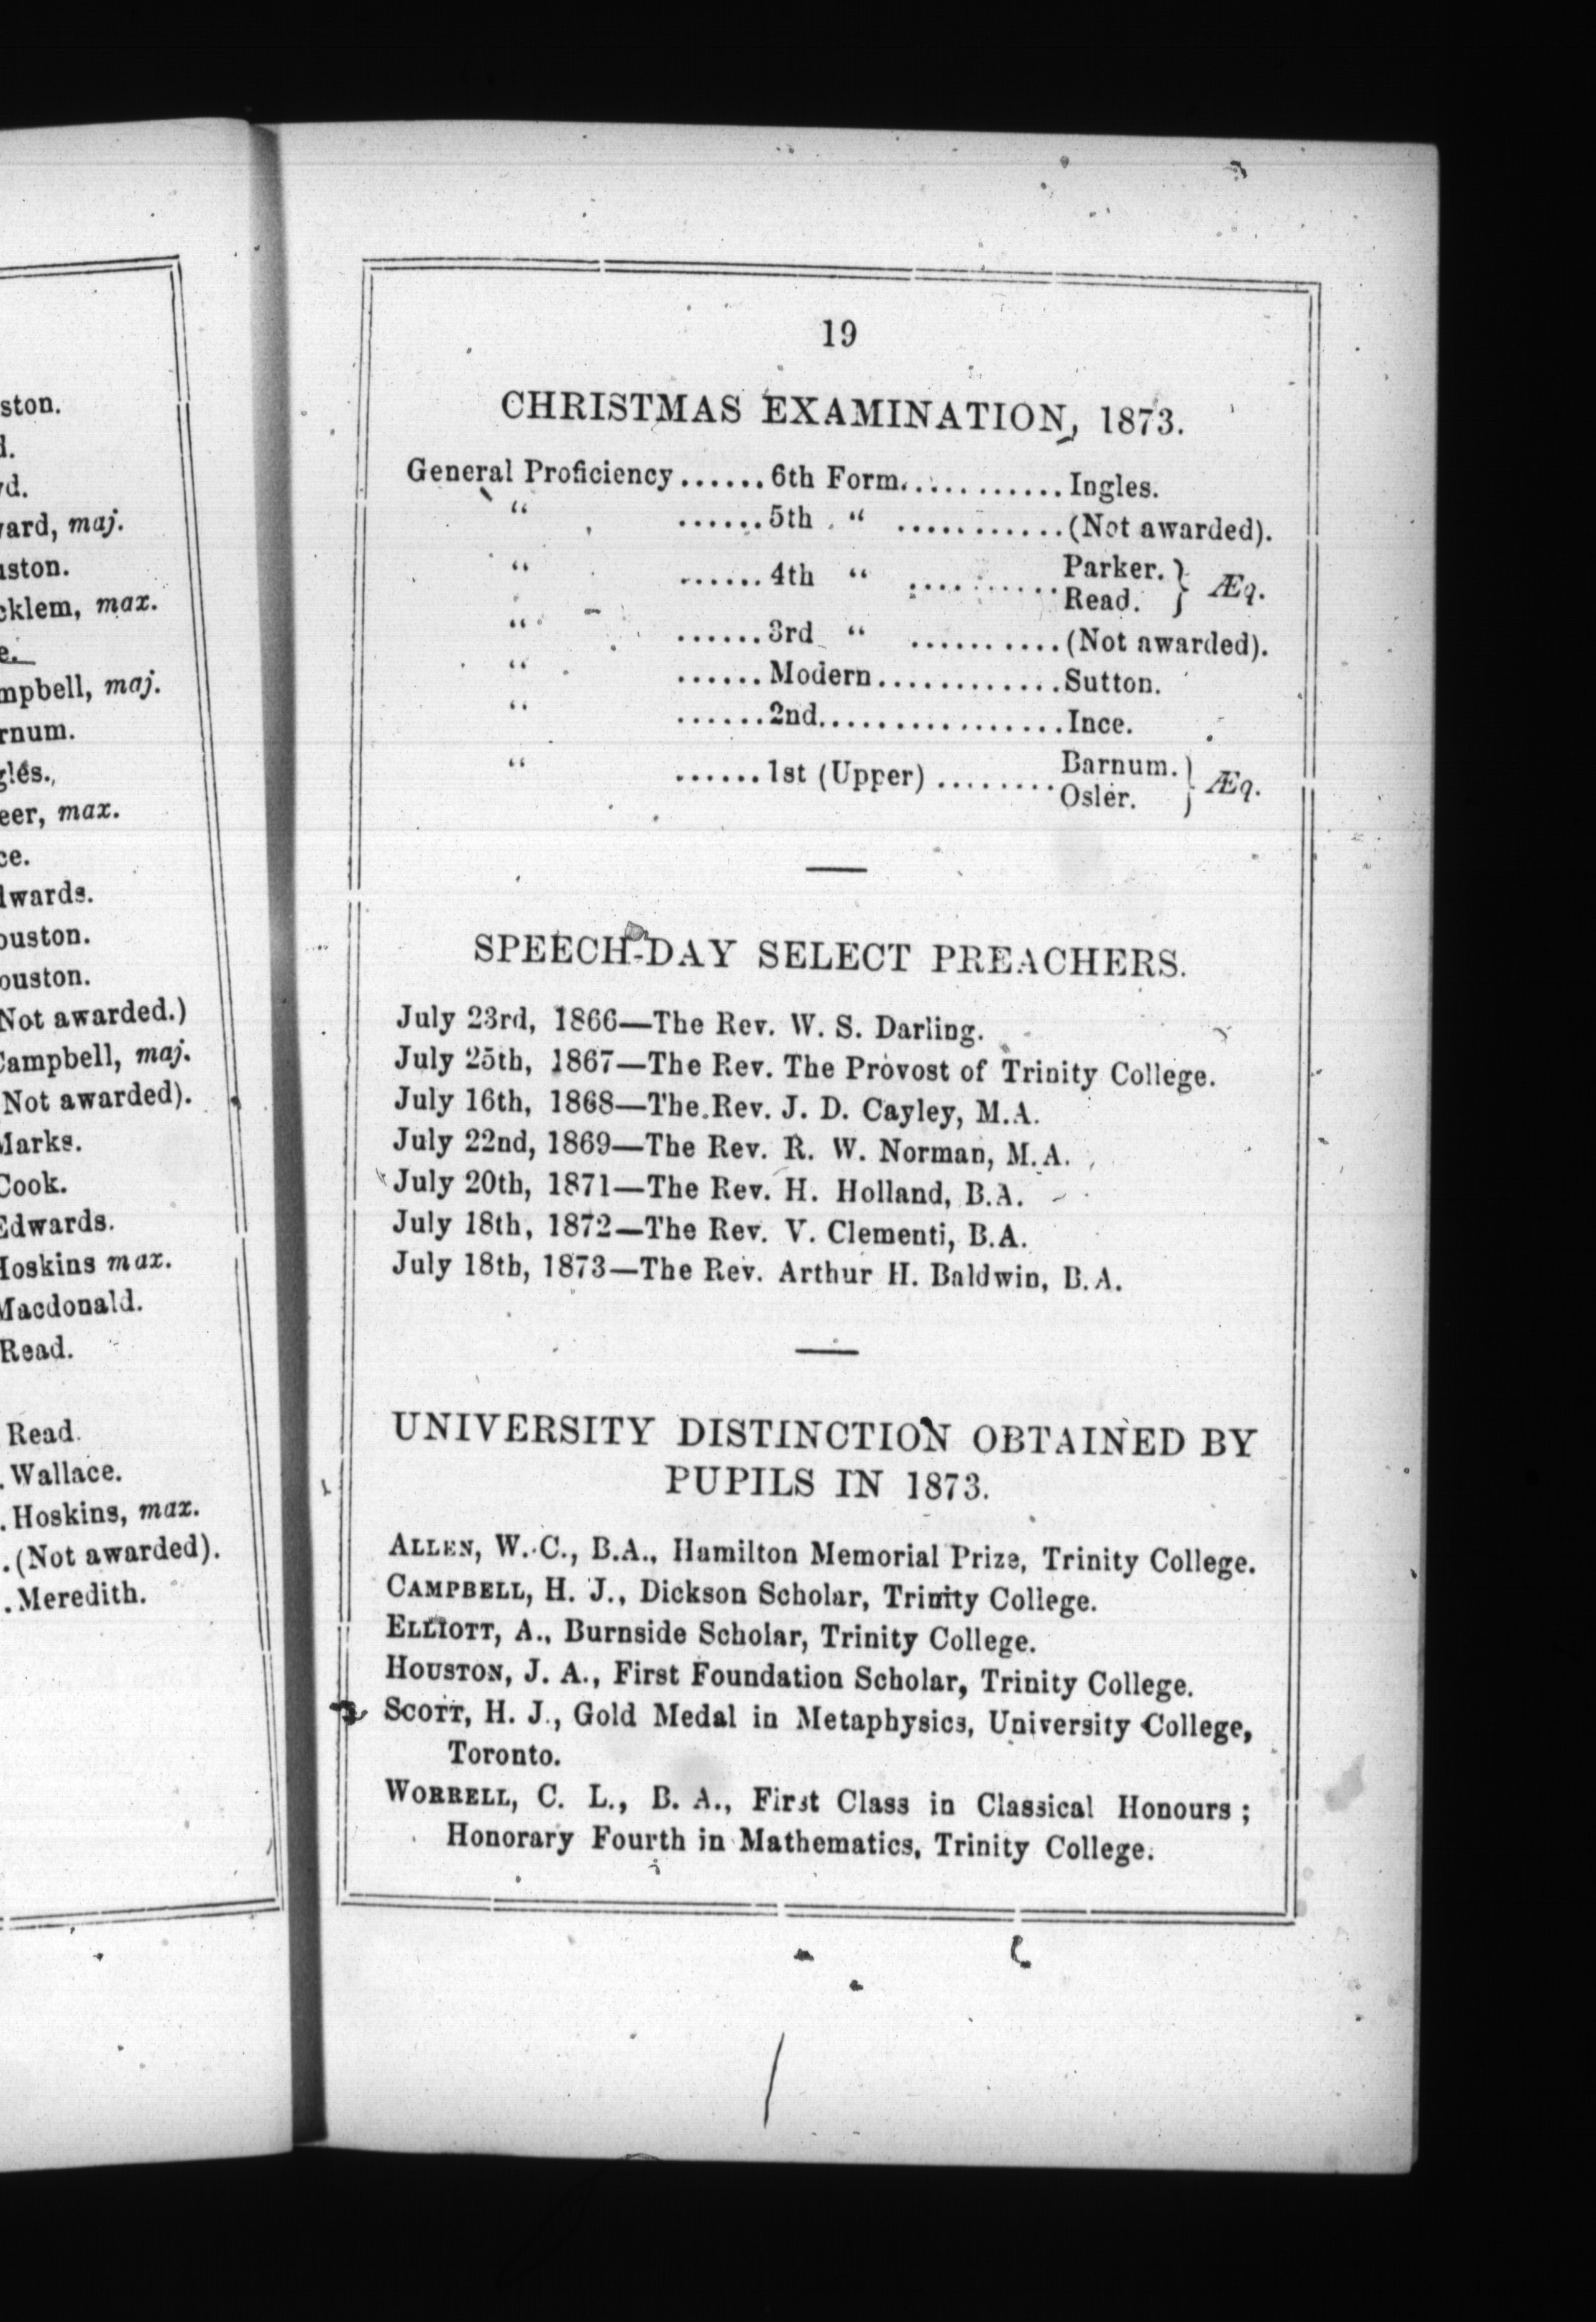 ston.
d.
rd.
vard, maj.
uston.
cklem, max.
e.
mpbell, maj.
rnum.
gles.,
eer, max.
ce.
dwards.
ouston.
ouston.
Not awarded.)
Campbell, maj.
Not awarded).
Marks.
Cook.
Edwards.
Hoskins max.
Macdonald.
Read.
Read.
. Wallace.
. Hoskins, max.
. (Not awarded).
. Meredith.
19
CHRISTMAS EXAMINATION, 1873.
General Proficiency ...... 6th Form............ Ingles.
“ ...... 5th “ ............ (Not awarded).
“ ...... 4th “ .......... Parker. } Æq.
Read.
“ ...... 3rd “ .......... (Not awarded).
“ ...... Modern............. Sutton.
“ ...... 2nd................. Ince.
“ ...... 1st (Upper) ........ Barnum. } Æq.
Osler.
SPEECH-DAY SELECT PREACHERS.
July 23rd, 1866—The Rev. W. S. Darling.
July 25th, 1867—The Rev. The Provost of Trinity College.
July 16th, 1868—The Rev. J. D. Cayley, M.A.
July 22nd, 1869—The Rev. R. W. Norman, M.A.
July 20th, 1871—The Rev. H. Holland, B.A.
July 18th, 1872—The Rev. V. Clementi, B.A.
July 18th, 1873—The Rev. Arthur H. Baldwin, B.A.
UNIVERSITY DISTINCTION OBTAINED BY
PUPILS IN 1873.
ALLEN, W. C., B.A., Hamilton Memorial Prize, Trinity College.
CAMPBELL, H. J., Dickson Scholar, Trinity College.
ELLIOTT, A., Burnside Scholar, Trinity College.
HOUSTON, J. A., First Foundation Scholar, Trinity College.
SCOTT, H. J., Gold Medal in Metaphysics, University College,
Toronto.
WORRELL, C. L., B. A., First Class in Classical Honours ;
Honorary Fourth in Mathematics, Trinity College.